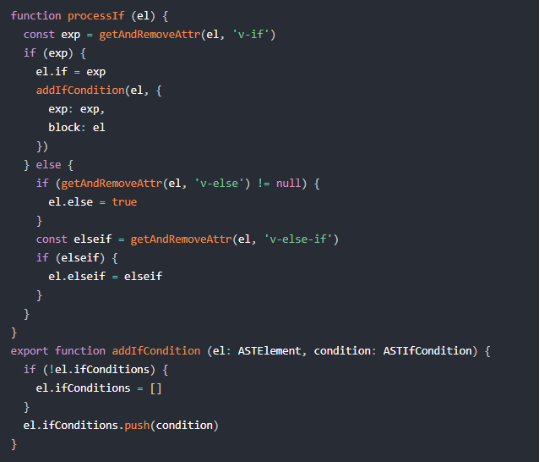 function processIf (el) {
  const exp = getAndRemoveAttr(el, 'v-if')
  if (exp) {
    el.if = exp
    addIfCondition(el, {
      exp: exp,
      block: el
    })
  } else {
    if (getAndRemoveAttr(el, 'v-else') != null) {
      el.else = true
    }
    const elseif = getAndRemoveAttr(el, 'v-else-if')
    if (elseif) {
      el.elseif = elseif
    }
  }
}
export function addIfCondition (el: ASTElement, condition: ASTIfCondition) {
  if (!el.ifConditions) {
    el.ifConditions = []
  }
  el.ifConditions.push(condition)
}